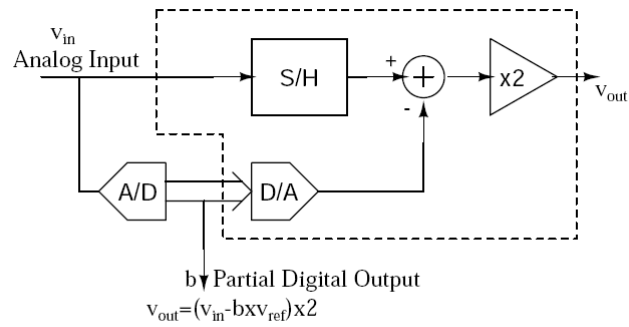 v_in
Analog Input
S/H
+
+
-
x2
v_out
A/D
D/A
b Partial Digital Output
v_out=(v_in-bxv_ref)x2